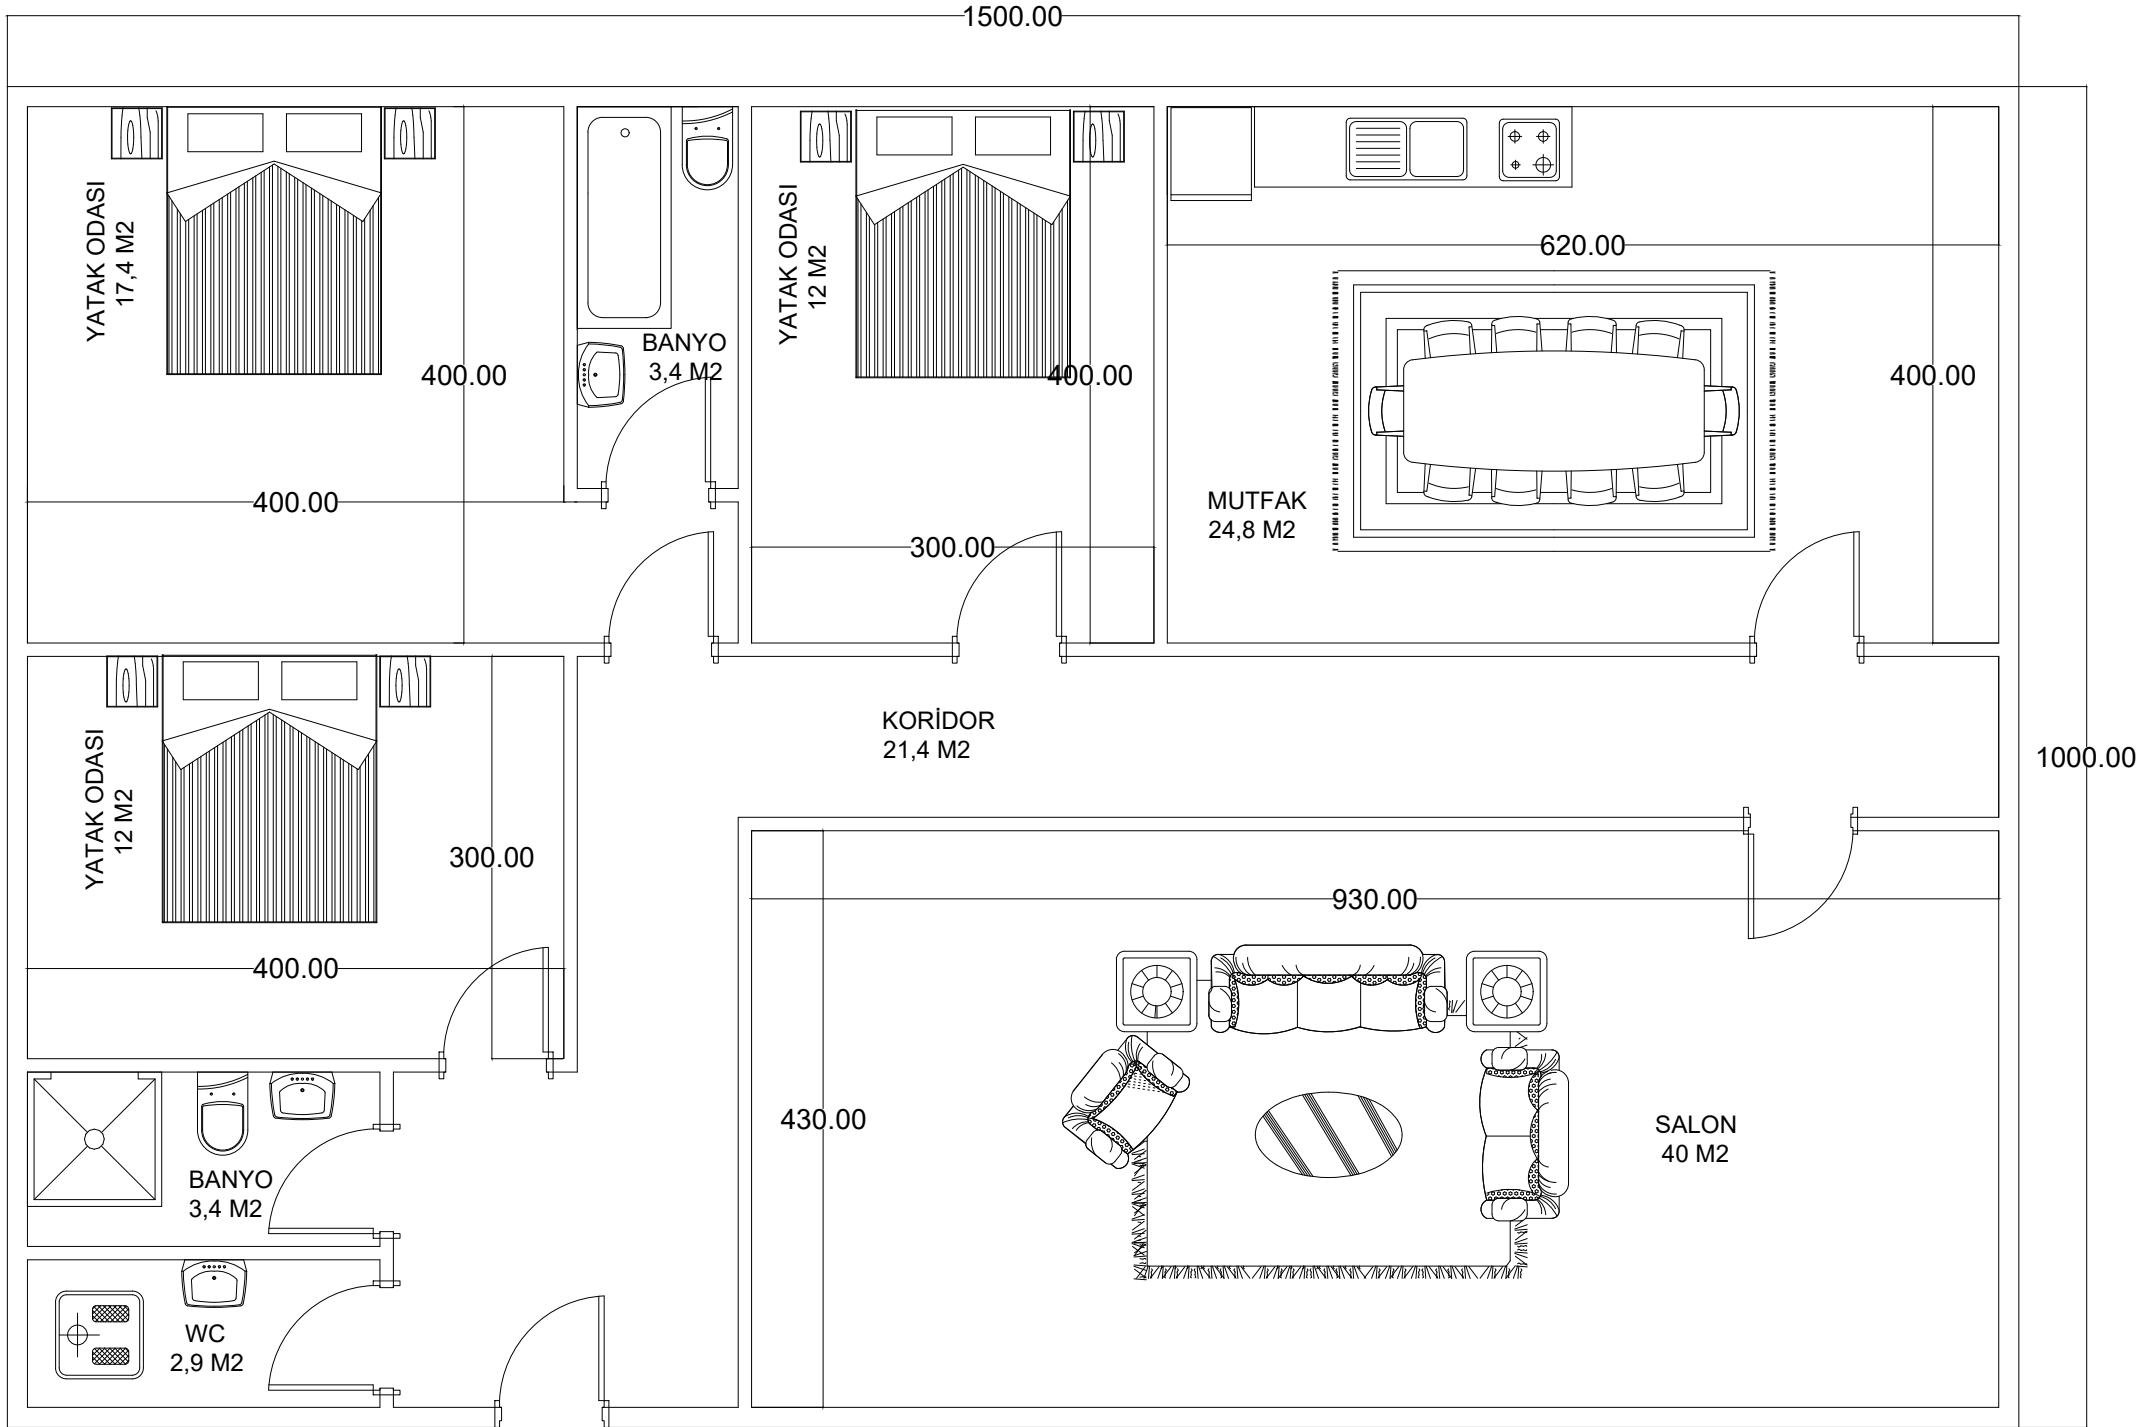 1500.00
YATAK ODASI
17,4 M2
400.00
400.00
BANYO
3,4 M2
YATAK ODASI
12 M2
400.00
300.00
620.00
400.00
MUTFAK
24,8 M2
KORİDOR
21,4 M2
1000.00
YATAK ODASI
12 M2
300.00
400.00
930.00
430.00
SALON
40 M2
BANYO
3,4 M2
WC
2,9 M2